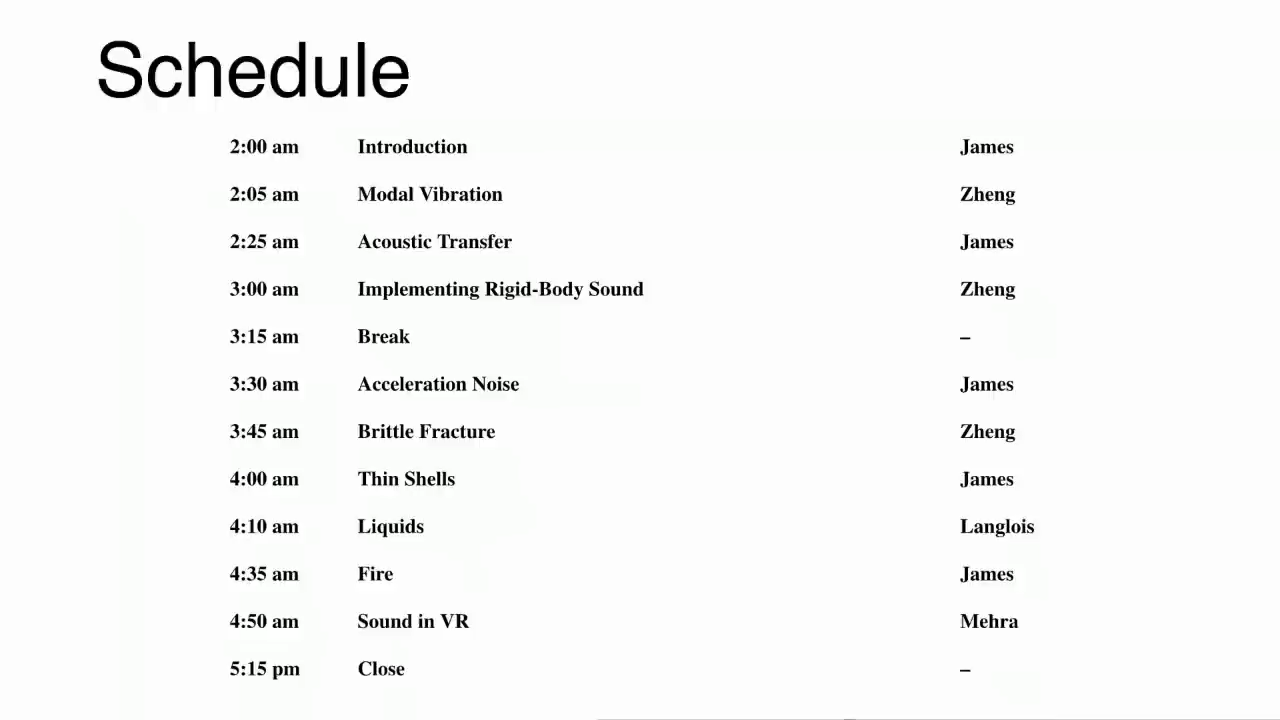 Schedule
2:00 am Introduction James
2:05 am Modal Vibration Zheng
2:25 am Acoustic Transfer James
3:00 am Implementing Rigid-Body Sound Zheng
3:15 am Break –
3:30 am Acceleration Noise James
3:45 am Brittle Fracture Zheng
4:00 am Thin Shells James
4:10 am Liquids Langlois
4:35 am Fire James
4:50 am Sound in VR Mehra
5:15 pm Close –